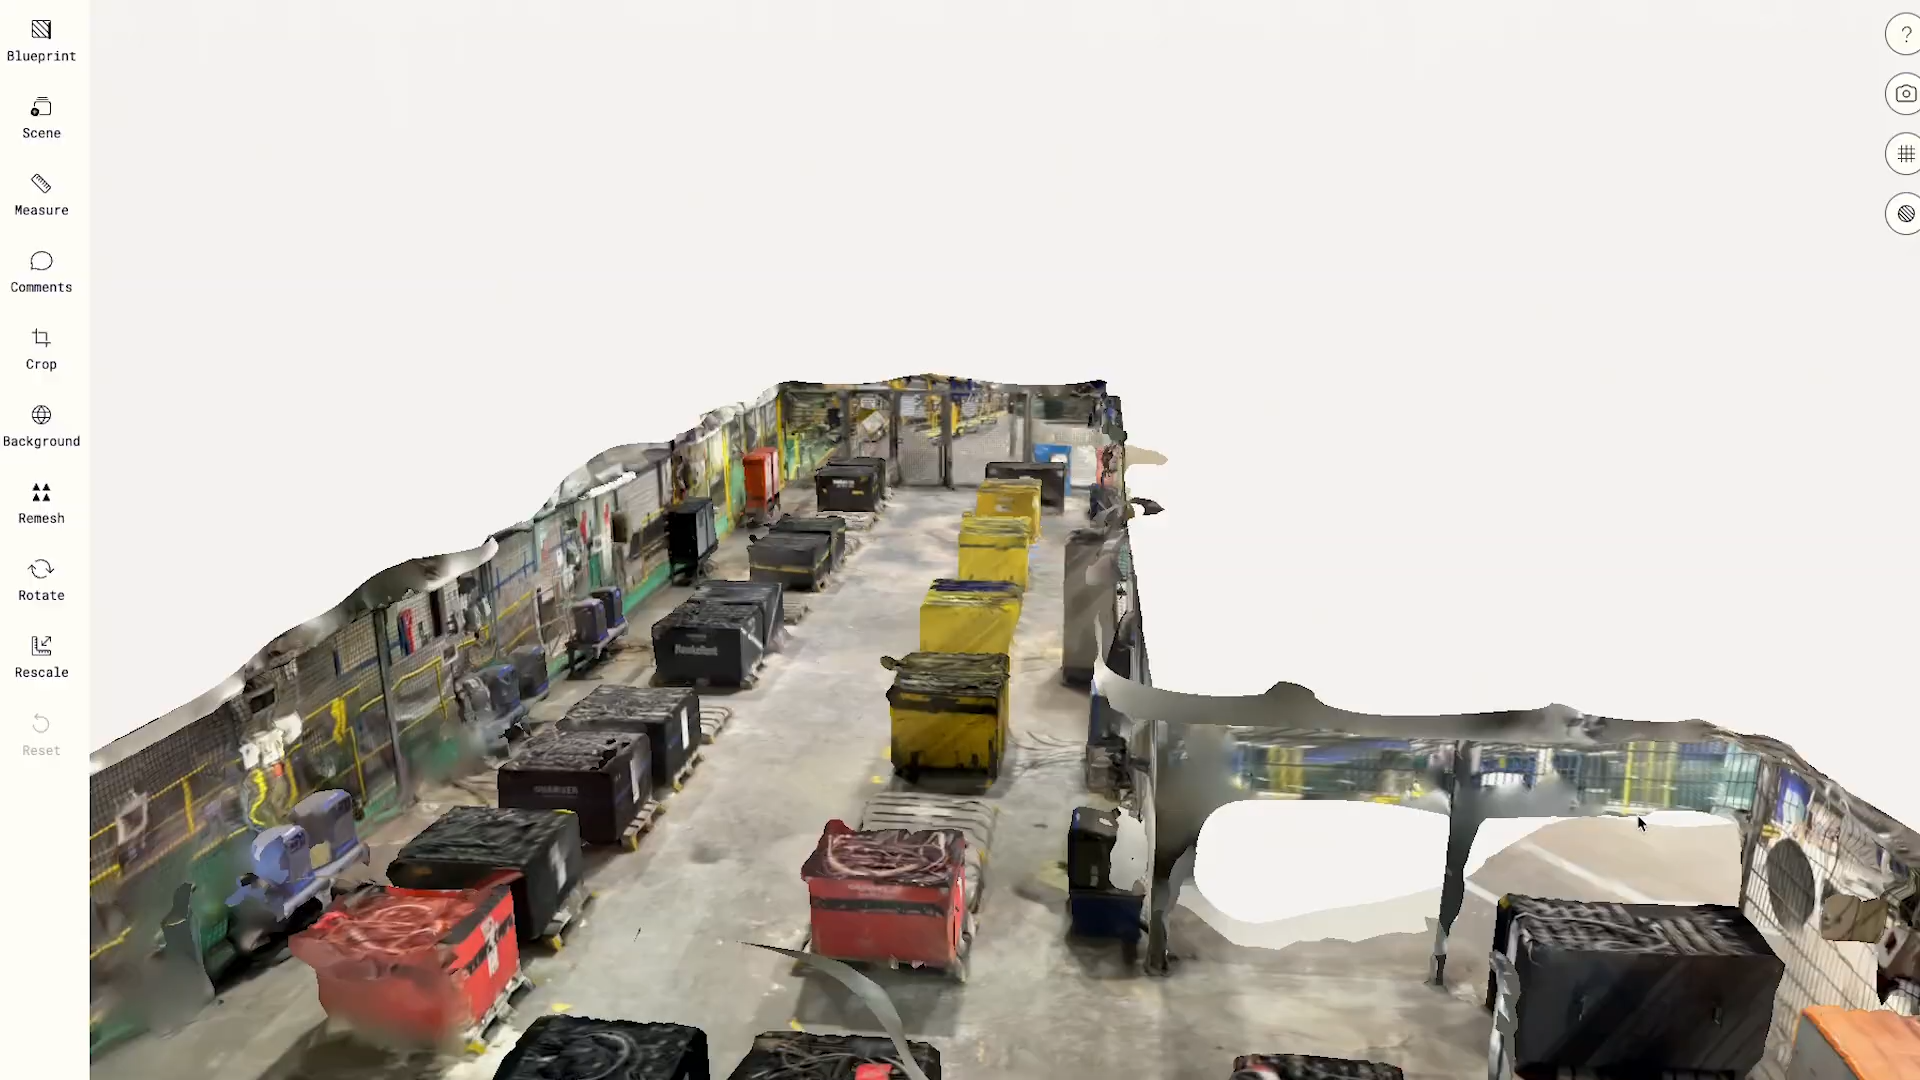 Blueprint
Scene
Measure
Comments
Crop
Background
Remesh
Rotate
Rescale
Reset
?